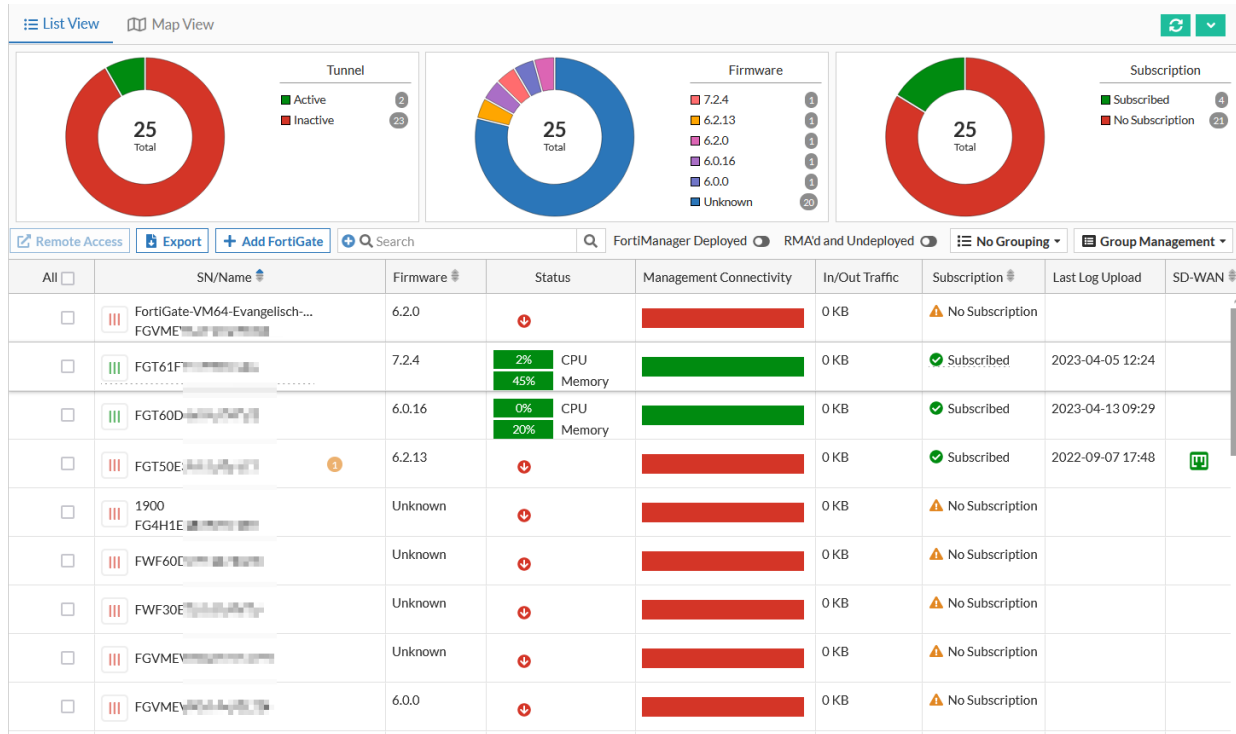 List View Map View
Tunnel
Active 2
Inactive 23
25
Total
Firmware
7.2.4 1
6.2.13 1
6.2.0 1
6.0.16 1
6.0.0 1
Unknown 20
25
Total
Subscription
Subscribed 4
No Subscription 21
25
Total
Remote Access Export + Add FortiGate Search FortiManager Deployed RMA'd and Undeployed No Grouping Group Management
All SN/Name Firmware Status Management Connectivity In/Out Traffic Subscription Last Log Upload SD-WAN
FortiGate-VM64-Evangelisch-... 6.2.0 0 KB No Subscription
FGVME
FGT61F 7.2.4 2% CPU 0 KB Subscribed 2023-04-05 12:24
45% Memory
FGT60D 6.0.16 0% CPU 0 KB Subscribed 2023-04-13 09:29
20% Memory
FGT50E 1 6.2.13 0 KB Subscribed 2022-09-07 17:48
1900 Unknown 0 KB No Subscription
FG4H1E
FWF60D Unknown 0 KB No Subscription
FWF30E Unknown 0 KB No Subscription
FGVMEV Unknown 0 KB No Subscription
FGVMEV 6.0.0 0 KB No Subscription